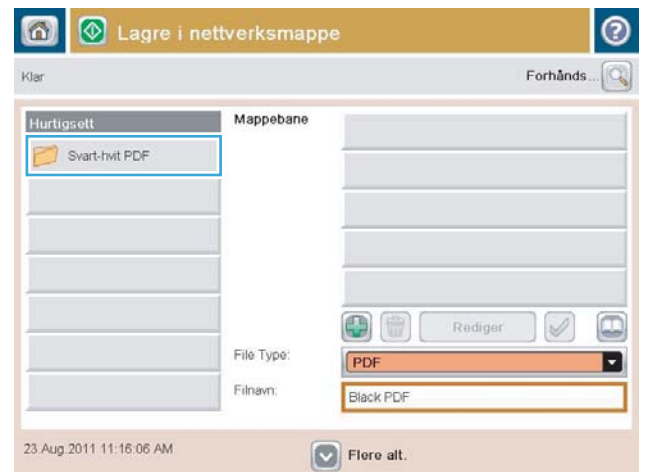 Lagre i nettverksmappe
Klar
Forhånds...
Hurtigsett
Mappebane
Svart-hvit PDF
Rediger
File Type:
PDF
Filnavn:
Black PDF
23.Aug.2011 11:16:06 AM
Flere alt.